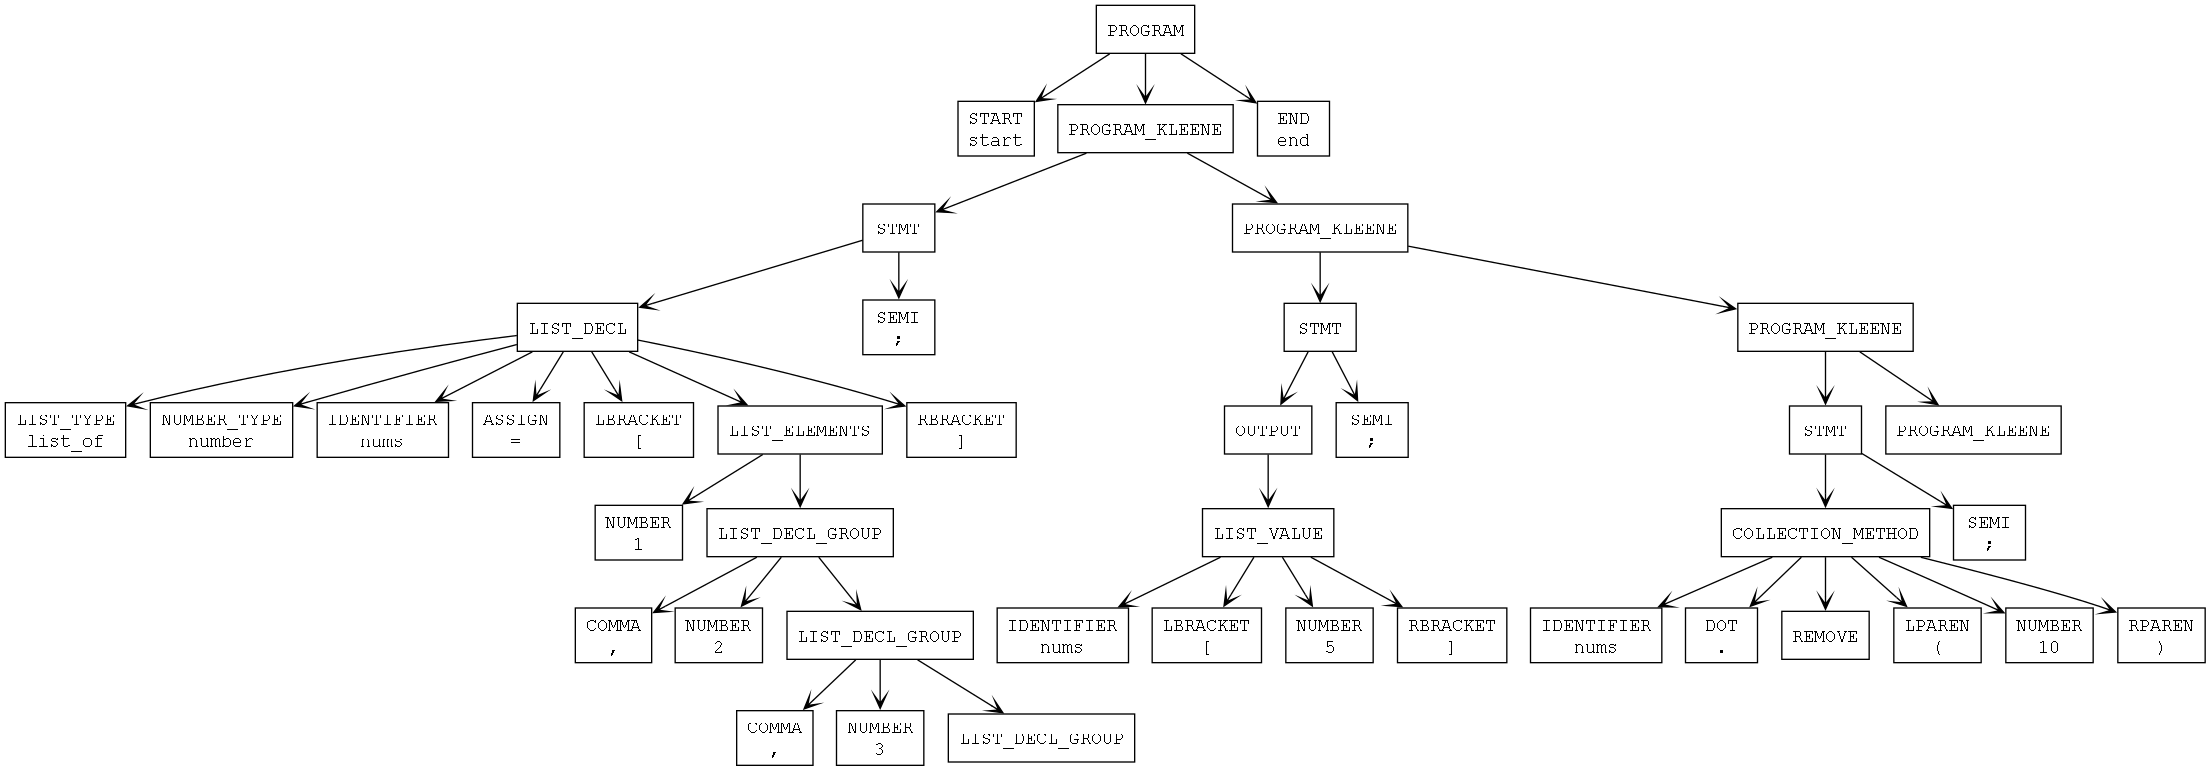 PROGRAM
START
start
PROGRAM_KLEENE
END
end
STMT
PROGRAM_KLEENE
LIST_DECL
SEMI
;
STMT
PROGRAM_KLEENE
LIST_TYPE
list_of
NUMBER_TYPE
number
IDENTIFIER
nums
ASSIGN
=
LBRACKET
[
LIST_ELEMENTS
RBRACKET
]
OUTPUT
SEMI
;
STMT
PROGRAM_KLEENE
NUMBER
1
LIST_DECL_GROUP
LIST_VALUE
COLLECTION_METHOD
SEMI
;
COMMA
,
NUMBER
2
LIST_DECL_GROUP
IDENTIFIER
nums
LBRACKET
[
NUMBER
5
RBRACKET
]
IDENTIFIER
nums
DOT
.
REMOVE
LPAREN
(
NUMBER
10
RPAREN
)
COMMA
,
NUMBER
3
LIST_DECL_GROUP